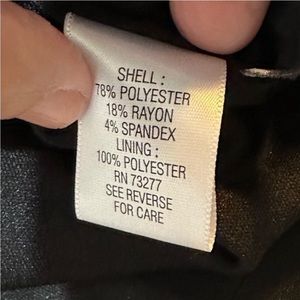 SHELL :
78% POLYESTER
18% RAYON
4% SPANDEX
LINING :
100% POLYESTER
RN 73277
SEE REVERSE
FOR CARE